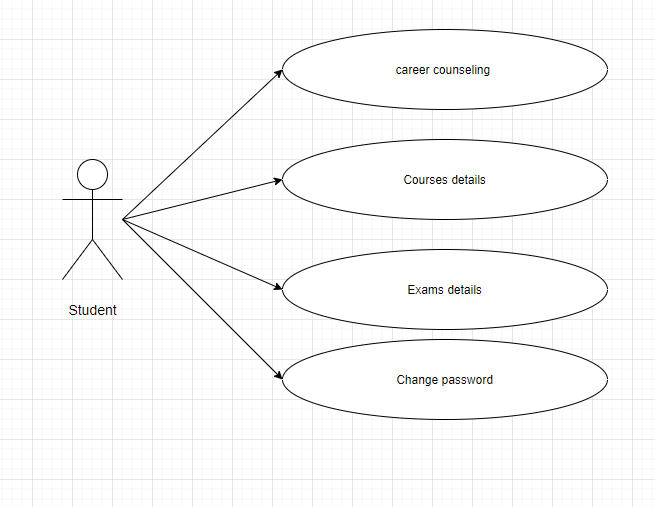 career counseling
Courses details
Exams details
Student
Change password